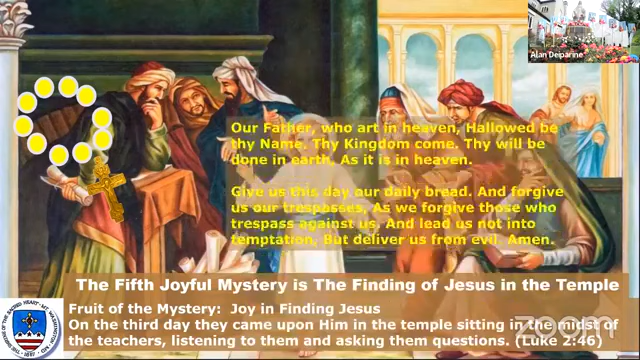 Alan Deiparine
Our Father, who art in heaven, Hallowed be
thy Name. Thy Kingdom come. Thy will be
done in earth, As it is in heaven.
Give us this day our daily bread. And forgive
us our trespasses, As we forgive those who
trespass against us, And lead us not into
temptation, But deliver us from evil. Amen.
The Fifth Joyful Mystery is The Finding of Jesus in the Temple
Fruit of the Mystery: Joy in Finding Jesus
On the third day they came upon Him in the temple sitting in the midst of
the teachers, listening to them and asking them questions. (Luke 2:46)
zoom